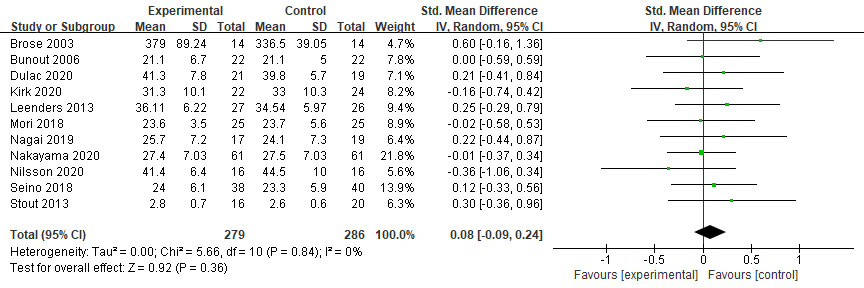 Experimental Control Std. Mean Difference Std. Mean Difference
Study or Subgroup Mean SD Total Mean SD Total Weight IV, Random, 95% CI IV, Random, 95% CI
Brose 2003 379 89.24 14 336.5 39.05 14 4.7% 0.60 [-0.16, 1.36]
Bunout 2006 21.1 6.7 22 21.1 5 22 7.9% 0.00 [-0.59, 0.59]
Dulac 2020 41.3 7.8 21 39.8 5.7 19 7.1% 0.21 [-0.41, 0.84]
Kirk 2020 31.3 10.1 22 33 10.3 24 8.2% -0.16 [-0.74, 0.42]
Leenders 2013 36.11 6.22 27 34.54 5.97 26 9.4% 0.25 [-0.29, 0.79]
Mori 2018 23.6 3.5 25 23.7 5.6 25 9.0% -0.02 [-0.58, 0.53]
Nagai 2019 25.7 7.2 17 24.1 7.3 19 6.4% 0.22 [-0.44, 0.87]
Nakayama 2020 27.4 7.03 61 27.5 7.03 61 21.8% -0.01 [-0.37, 0.34]
Nilsson 2020 41.4 6.4 16 44.5 10 16 5.6% -0.36 [-1.06, 0.34]
Seino 2018 24 6.1 38 23.3 5.9 40 13.9% 0.12 [-0.33, 0.56]
Stout 2013 2.8 0.7 16 2.6 0.6 20 6.3% 0.30 [-0.36, 0.96]
Total (95% CI) 279 286 100.0% 0.08 [-0.09, 0.24]
Heterogeneity: Tau² = 0.00; Chi² = 5.66, df = 10 (P = 0.84); I² = 0%
Test for overall effect: Z = 0.92 (P = 0.36)
-1 -0.5 0 0.5 1
Favours [experimental] Favours [control]